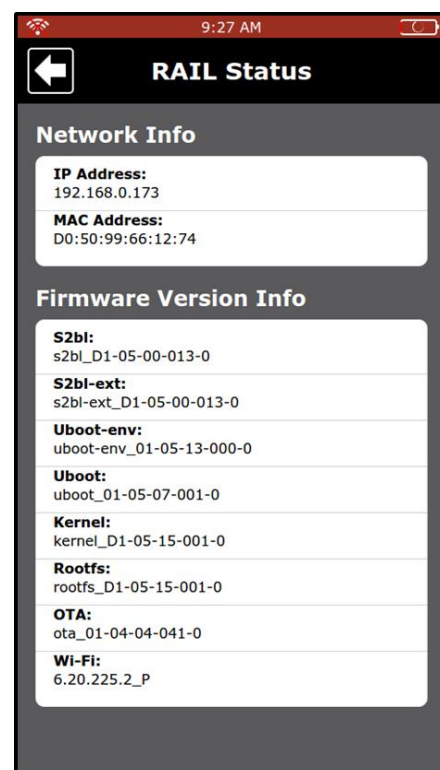 9:27 AM
RAIL Status
Network Info
IP Address:
192.168.0.173
MAC Address:
D0:50:99:66:12:74
Firmware Version Info
S2bl:
s2bl_D1-05-00-013-0
S2bl-ext:
s2bl-ext_D1-05-00-013-0
Uboot-env:
uboot-env_01-05-13-000-0
Uboot:
uboot_01-05-07-001-0
Kernel:
kernel_D1-05-15-001-0
Rootfs:
rootfs_D1-05-15-001-0
OTA:
ota_01-04-04-041-0
Wi-Fi:
6.20.225.2_P